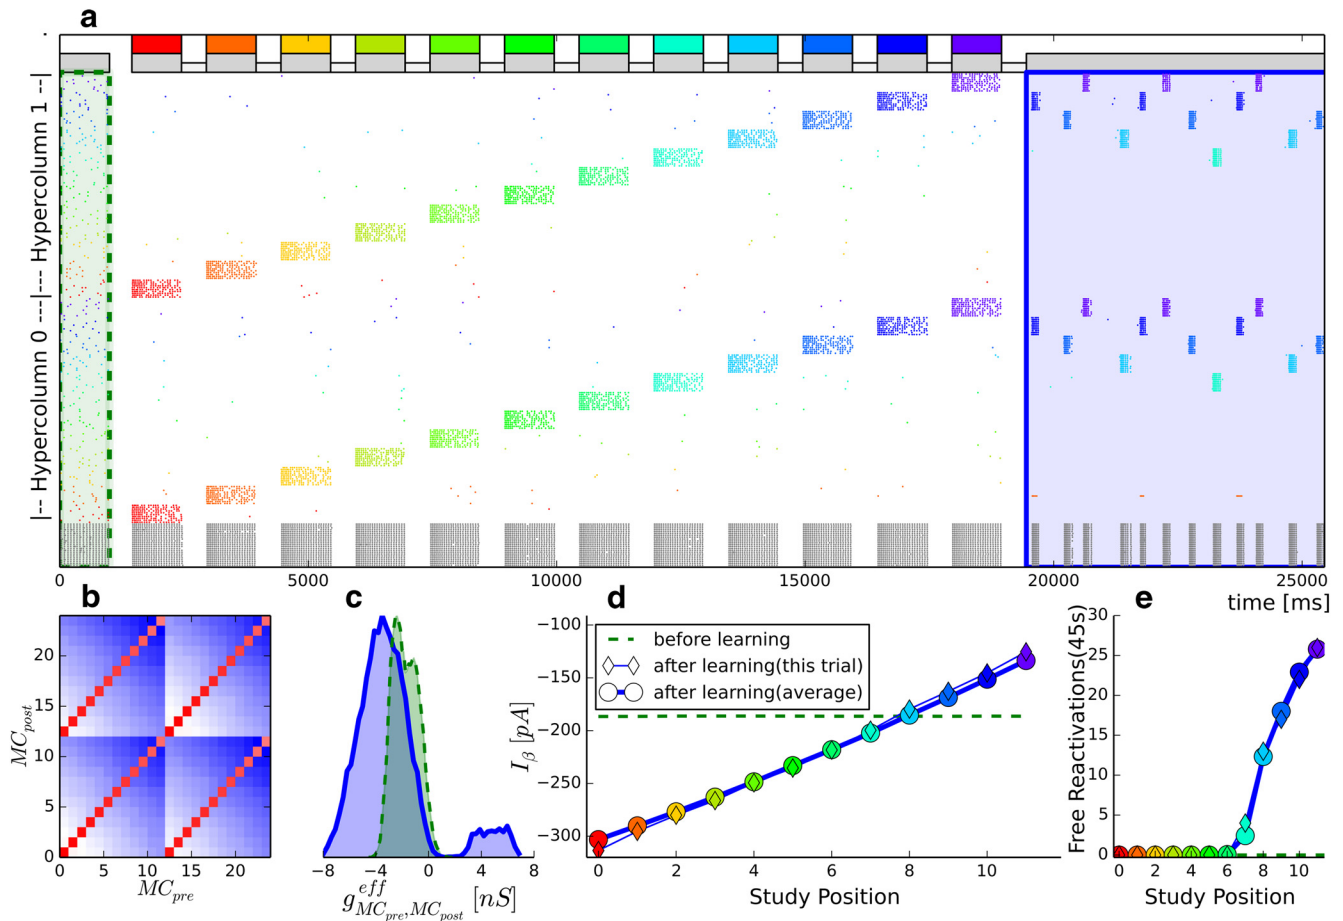 a
|-- Hypercolumn 0 ---|--- Hypercolumn 1 --|
0 5000 10000 15000 20000 25000
time [ms]
b
20
15
10
5
0
MC_post
0 5 10 15 20
MC_pre
c
−8 −4 0 4 8
g^eff_MC_pre,MC_post [nS]
d
−100
−150
−200
−250
−300
I_β [pA]
before learning
after learning(this trial)
after learning(average)
0 2 4 6 8 10
Study Position
e
30
25
20
15
10
5
0
Free Reactivations(45s)
0 2 4 6 8 10
Study Position